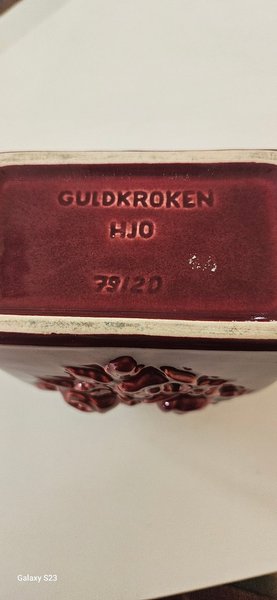 GULDKROKEN
HJO
79/20
Galaxy S23